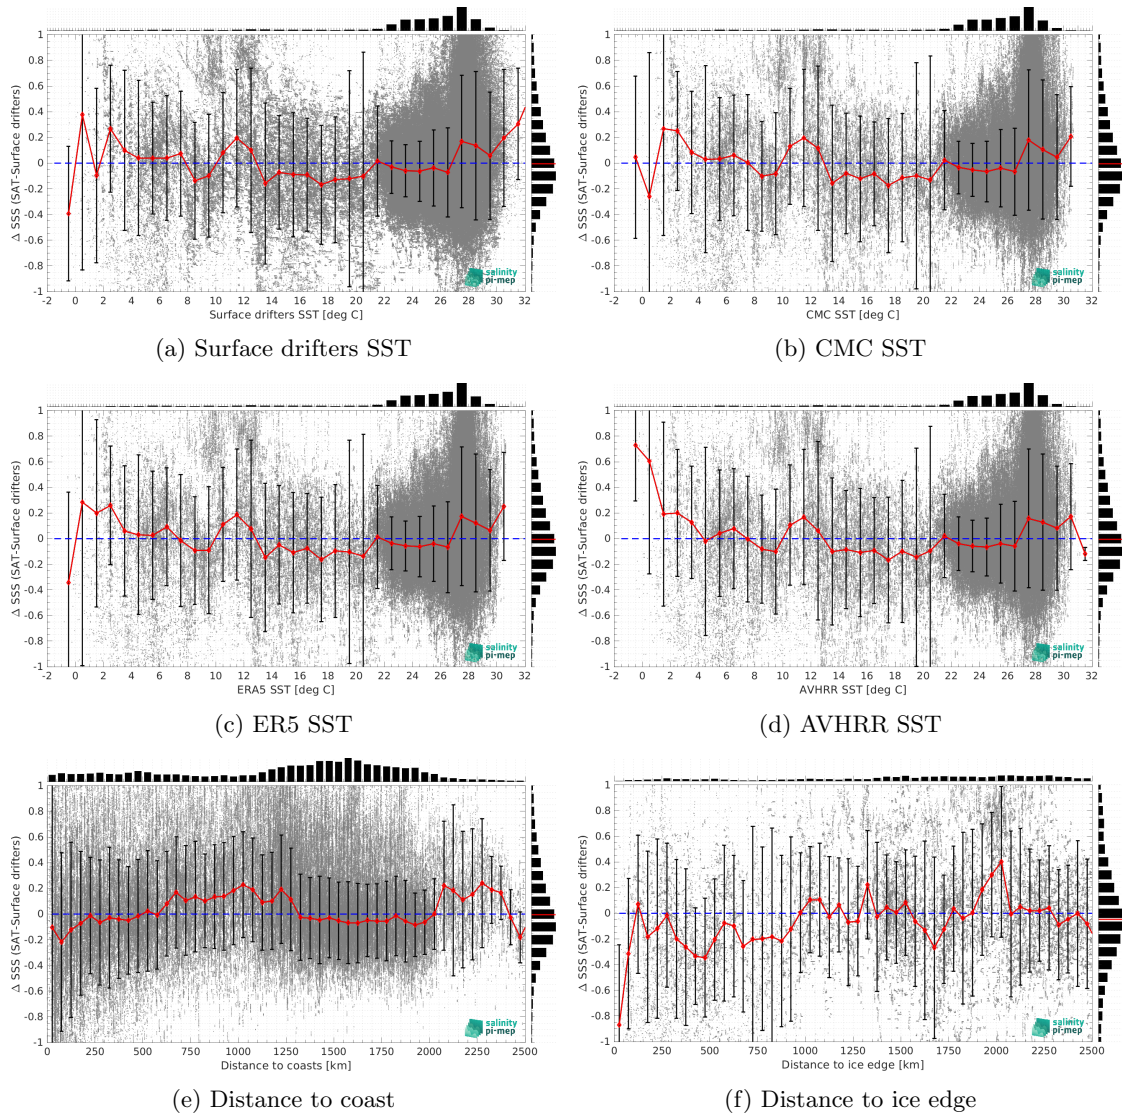 1
0.8
0.6
0.4
0.2
0
-0.2
-0.4
-0.6
-0.8
-1
Δ SSS (SAT-Surface drifters)
-2 0 2 4 6 8 10 12 14 16 18 20 22 24 26 28 30 32
Surface drifters SST [deg C]
salinity
pi-mep
(a) Surface drifters SST
1
0.8
0.6
0.4
0.2
0
-0.2
-0.4
-0.6
-0.8
-1
Δ SSS (SAT-Surface drifters)
-2 0 2 4 6 8 10 12 14 16 18 20 22 24 26 28 30 32
CMC SST [deg C]
salinity
pi-mep
(b) CMC SST
1
0.8
0.6
0.4
0.2
0
-0.2
-0.4
-0.6
-0.8
-1
Δ SSS (SAT-Surface drifters)
-2 0 2 4 6 8 10 12 14 16 18 20 22 24 26 28 30 32
ERA5 SST [deg C]
salinity
pi-mep
(c) ER5 SST
1
0.8
0.6
0.4
0.2
0
-0.2
-0.4
-0.6
-0.8
-1
Δ SSS (SAT-Surface drifters)
-2 0 2 4 6 8 10 12 14 16 18 20 22 24 26 28 30 32
AVHRR SST [deg C]
salinity
pi-mep
(d) AVHRR SST
1
0.8
0.6
0.4
0.2
0
-0.2
-0.4
-0.6
-0.8
-1
Δ SSS (SAT-Surface drifters)
0 250 500 750 1000 1250 1500 1750 2000 2250 2500
Distance to coasts [km]
salinity
pi-mep
(e) Distance to coast
1
0.8
0.6
0.4
0.2
0
-0.2
-0.4
-0.6
-0.8
-1
Δ SSS (SAT-Surface drifters)
0 250 500 750 1000 1250 1500 1750 2000 2250 2500
Distance to ice edge [km]
salinity
pi-mep
(f) Distance to ice edge